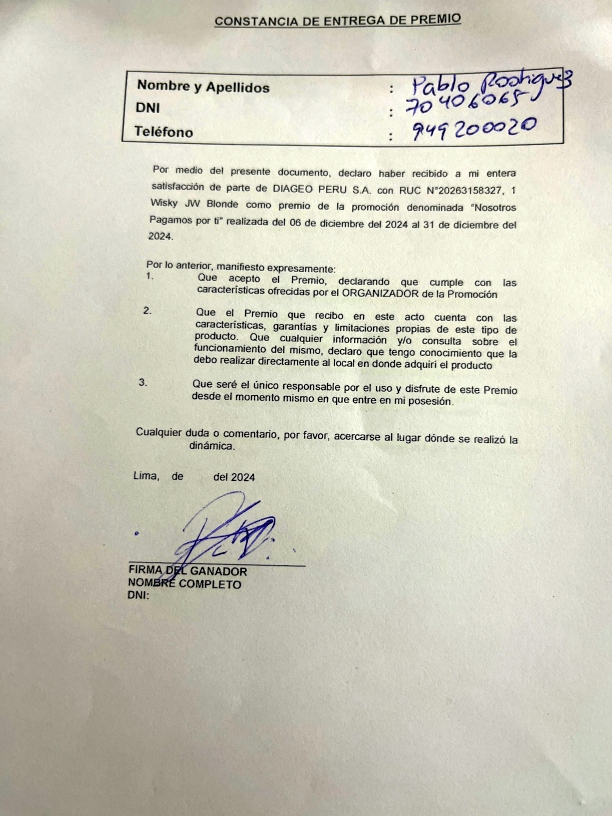 CONSTANCIA DE ENTREGA DE PREMIO
Nombre y Apellidos : Pablo Rodriguez
DNI : 70406065
Teléfono : 949200020
Por medio del presente documento, declaro haber recibido a mi entera
satisfacción de parte de DIAGEO PERU S.A. con RUC N°20263158327, 1
Wisky JW Blonde como premio de la promoción denominada "Nosotros
Pagamos por ti" realizada del 06 de diciembre del 2024 al 31 de diciembre del
2024.
Por lo anterior, manifiesto expresamente:
1. Que acepto el Premio, declarando que cumple con las
características ofrecidas por el ORGANIZADOR de la Promoción
2. Que el Premio que recibo en este acto cuenta con las
características, garantías y limitaciones propias de este tipo de
producto. Que cualquier información y/o consulta sobre el
funcionamiento del mismo, declaro que tengo conocimiento que la
debo realizar directamente al local en donde adquirí el producto
3. Que seré el único responsable por el uso y disfrute de este Premio
desde el momento mismo en que entre en mi posesión.
Cualquier duda o comentario, por favor, acercarse al lugar dónde se realizó la
dinámica.
Lima, de del 2024
FIRMA DEL GANADOR
NOMBRE COMPLETO
DNI: